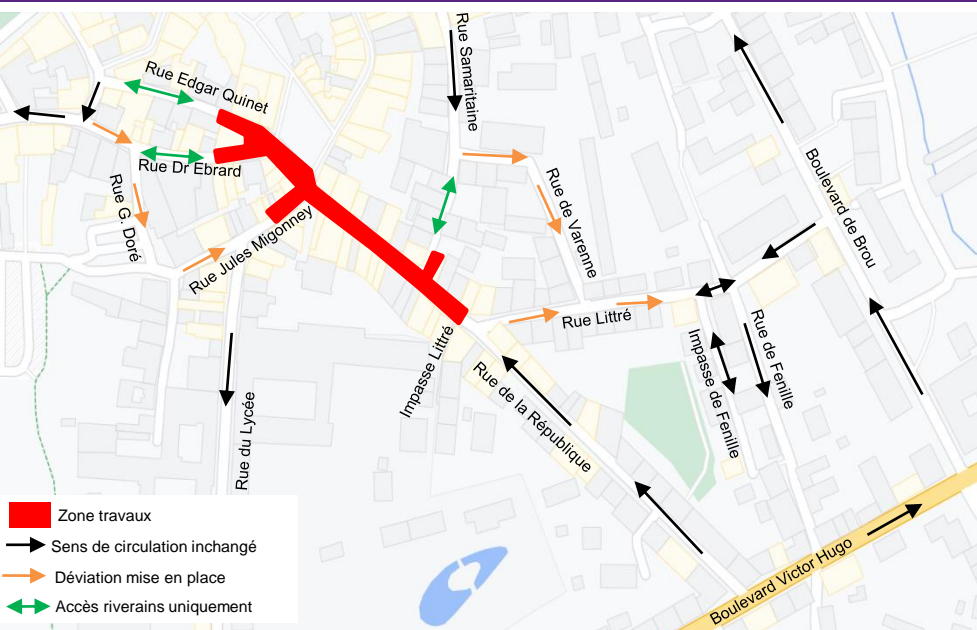 Rue Edgar Quinet
Rue Samaritaine
Rue Dr Ebrard
Rue G. Doré
Rue Jules Migonney
Rue de Varenne
Boulevard de Brou
Rue Littré
Impasse Littré
Rue de la République
Impasse de Fenille
Rue de Fenille
Rue du Lycée
Boulevard Victor Hugo
Zone travaux
Sens de circulation inchangé
Déviation mise en place
Accès riverains uniquement